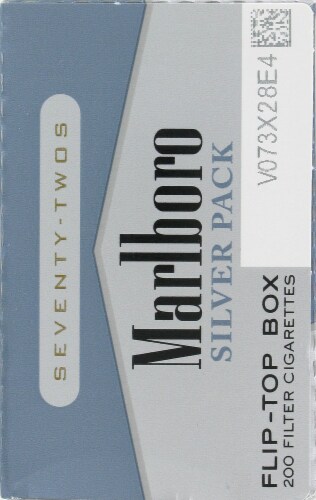 SEVENTY-TWOS
Marlboro
SILVER PACK
FLIP-TOP BOX
200 FILTER CIGARETTES
V073X28E4